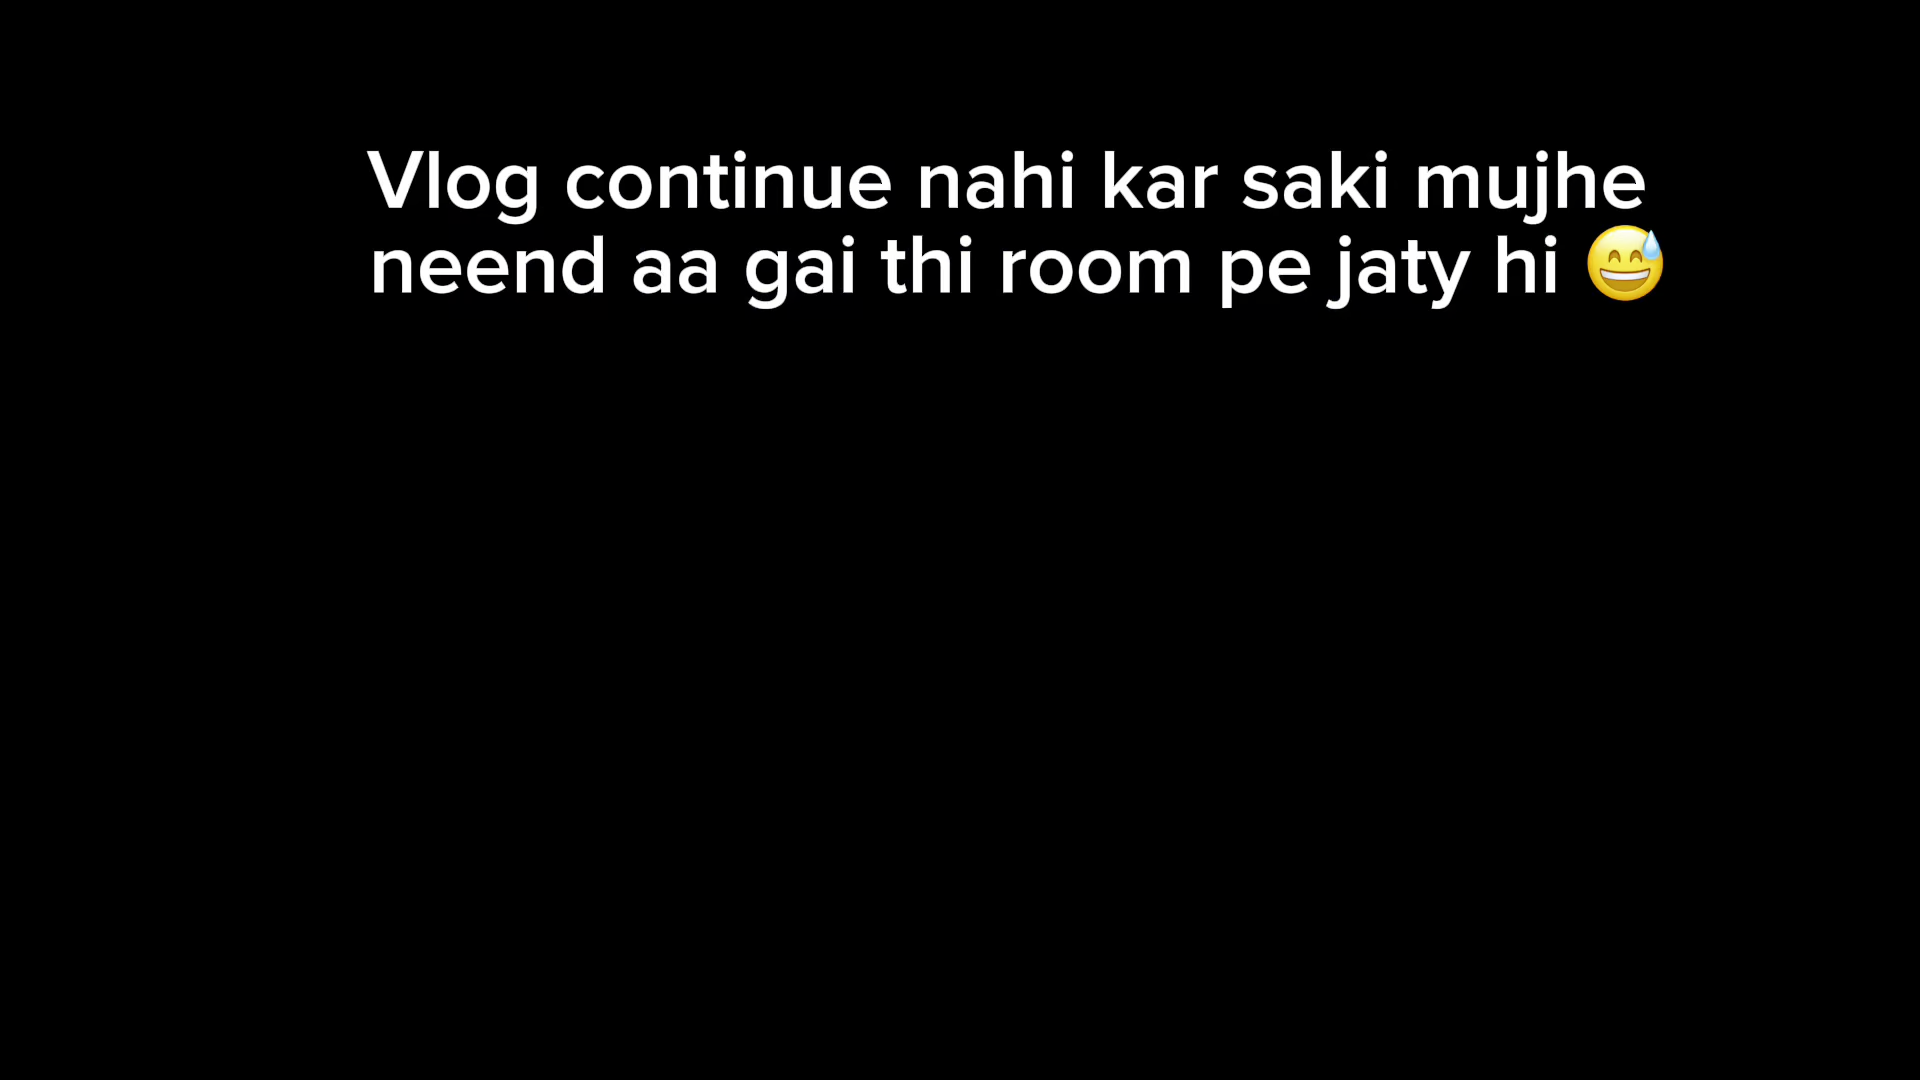 Vlog continue nahi kar saki mujhe
neend aa gai thi room pe jaty hi 😅